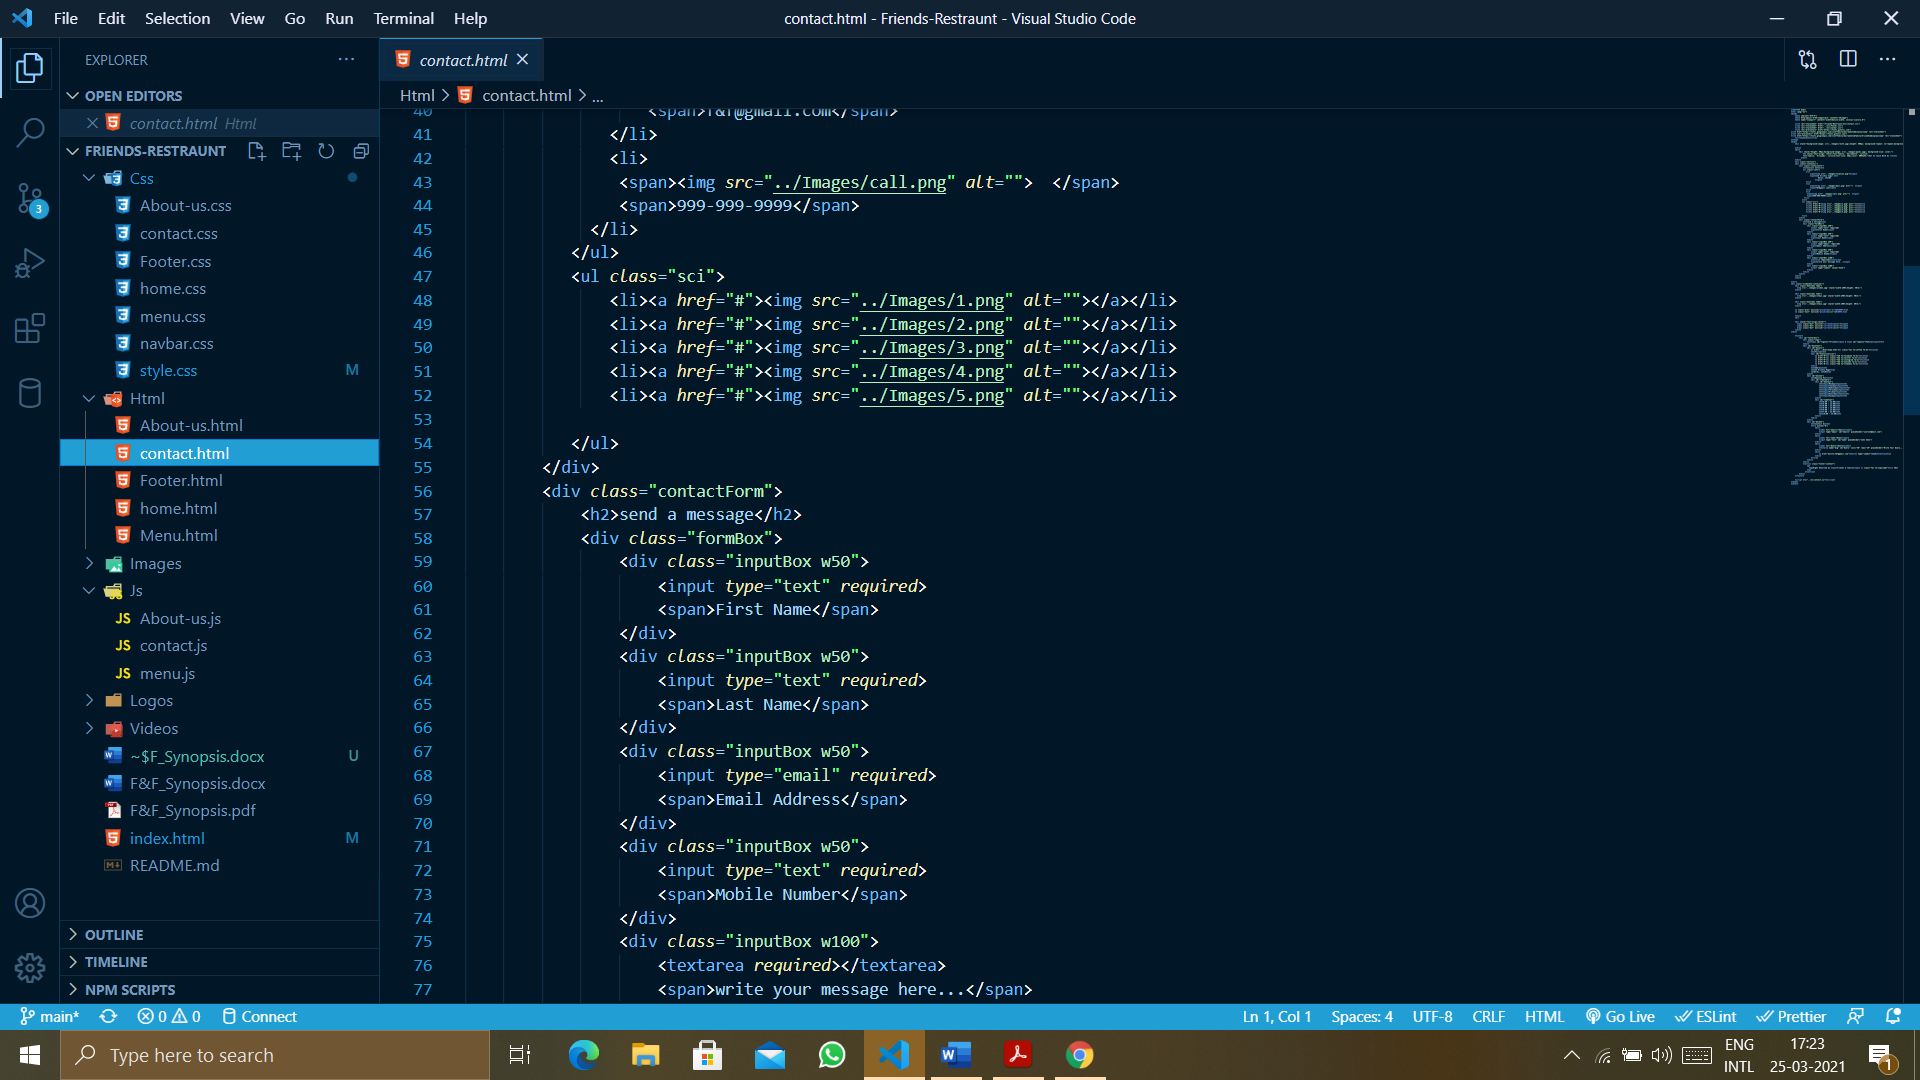 File Edit Selection View Go Run Terminal Help
contact.html - Friends-Restraunt - Visual Studio Code
EXPLORER
OPEN EDITORS
contact.html Html
FRIENDS-RESTRAUNT
Css
About-us.css
contact.css
Footer.css
home.css
menu.css
navbar.css
style.css M
Html
About-us.html
contact.html
Footer.html
home.html
Menu.html
Images
Js
JS About-us.js
JS contact.js
JS menu.js
Logos
Videos
~$F_Synopsis.docx U
F&F_Synopsis.docx
F&F_Synopsis.pdf
index.html M
README.md
OUTLINE
TIMELINE
NPM SCRIPTS
3
contact.html
Html > contact.html > ...
40 <span>f&f@gmail.com</span>
41 </li>
42 <li>
43 <span><img src="../Images/call.png" alt="">  </span>
44 <span>999-999-9999</span>
45 </li>
46 </ul>
47 <ul class="sci">
48 <li><a href="#"><img src="../Images/1.png" alt=""></a></li>
49 <li><a href="#"><img src="../Images/2.png" alt=""></a></li>
50 <li><a href="#"><img src="../Images/3.png" alt=""></a></li>
51 <li><a href="#"><img src="../Images/4.png" alt=""></a></li>
52 <li><a href="#"><img src="../Images/5.png" alt=""></a></li>
53
54 </ul>
55 </div>
56 <div class="contactForm">
57 <h2>send a message</h2>
58 <div class="formBox">
59 <div class="inputBox w50">
60 <input type="text" required>
61 <span>First Name</span>
62 </div>
63 <div class="inputBox w50">
64 <input type="text" required>
65 <span>Last Name</span>
66 </div>
67 <div class="inputBox w50">
68 <input type="email" required>
69 <span>Email Address</span>
70 </div>
71 <div class="inputBox w50">
72 <input type="text" required>
73 <span>Mobile Number</span>
74 </div>
75 <div class="inputBox w100">
76 <textarea required></textarea>
77 <span>write your message here...</span>
main* 0 0 Connect
Ln 1, Col 1 Spaces: 4 UTF-8 CRLF HTML Go Live ESLint Prettier
Type here to search
ENG
INTL
17:23
25-03-2021
1